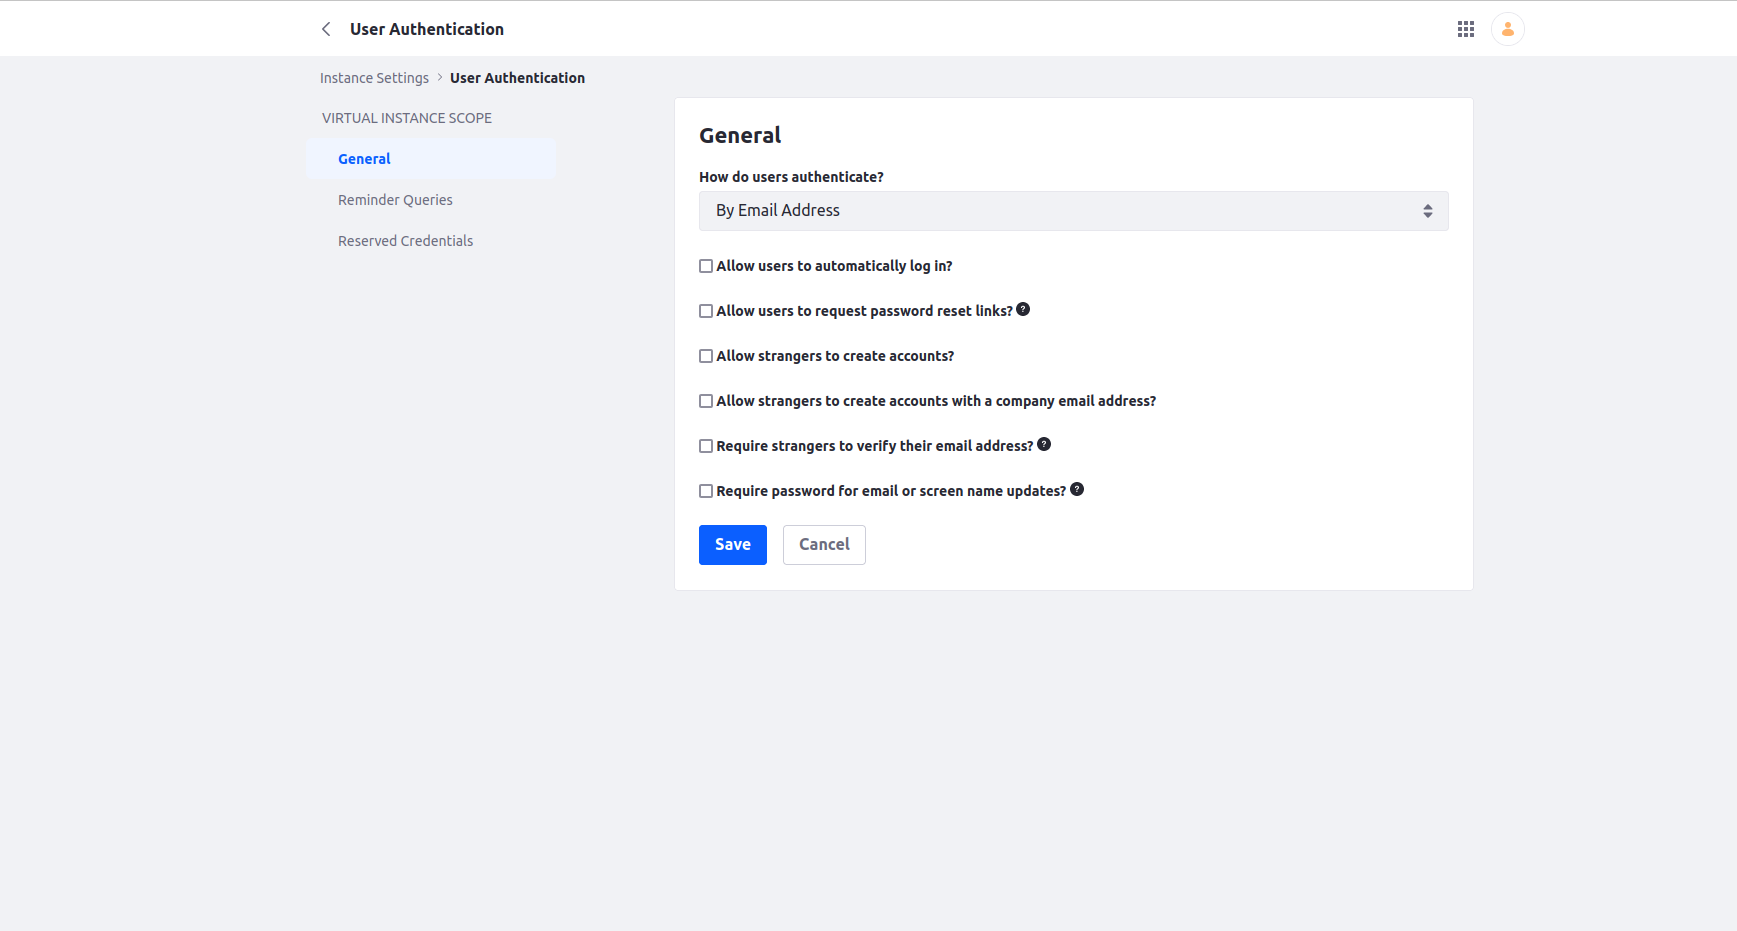 User Authentication
Instance Settings > User Authentication
VIRTUAL INSTANCE SCOPE
General
Reminder Queries
Reserved Credentials
General
How do users authenticate?
By Email Address
Allow users to automatically log in?
Allow users to request password reset links? ?
Allow strangers to create accounts?
Allow strangers to create accounts with a company email address?
Require strangers to verify their email address? ?
Require password for email or screen name updates? ?
Save Cancel